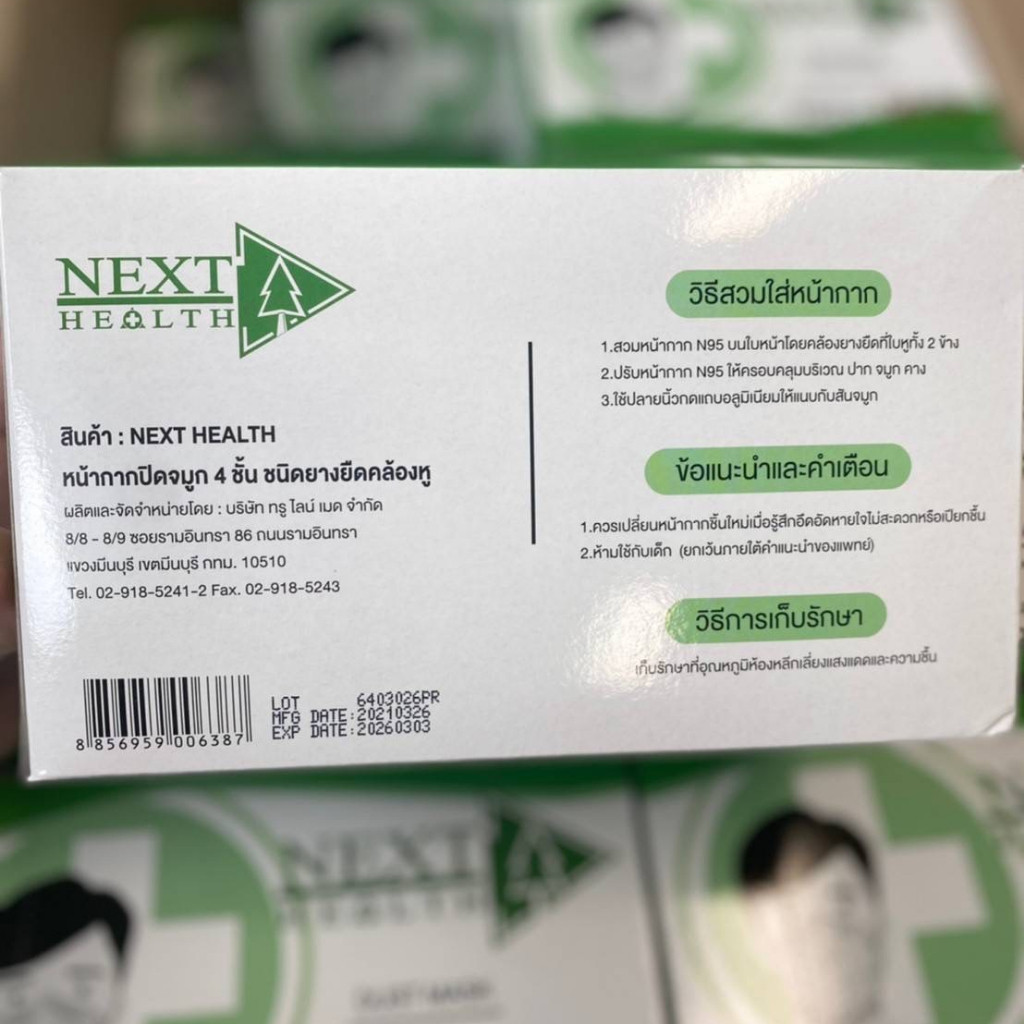 NEXT
HEALTH
สินค้า : NEXT HEALTH
หน้ากากปิดจมูก 4 ชั้น ชนิดยางยืดคล้องหู
ผลิตและจัดจำหน่ายโดย : บริษัท ทรู ไลน์ เมด จำกัด
8/8 - 8/9 ซอยรามอินทรา 86 ถนนรามอินทรา
แขวงมีนบุรี เขตมีนบุรี กทม. 10510
Tel. 02-918-5241-2 Fax. 02-918-5243
8 856959 006387
LOT 6403026PR
MFG DATE:20210326
EXP DATE:20260303
วิธีสวมใส่หน้ากาก
1.สวมหน้ากาก N95 บนใบหน้าโดยคล้องยางยืดที่ใบหูทั้ง 2 ข้าง
2.ปรับหน้ากาก N95 ให้ครอบคลุมบริเวณ ปาก จมูก คาง
3.ใช้ปลายนิ้วกดแถบอลูมิเนียมให้แนบกับสันจมูก
ข้อแนะนำและคำเตือน
1.ควรเปลี่ยนหน้ากากชิ้นใหม่เมื่อรู้สึกอึดอัดหายใจไม่สะดวกหรือเปียกชื้น
2.ห้ามใช้กับเด็ก (ยกเว้นภายใต้คำแนะนำของแพทย์)
วิธีการเก็บรักษา
เก็บรักษาที่อุณหภูมิห้องหลีกเลี่ยงแสงแดดและความชื้น
NEXT
HEALTH
DUST MASK